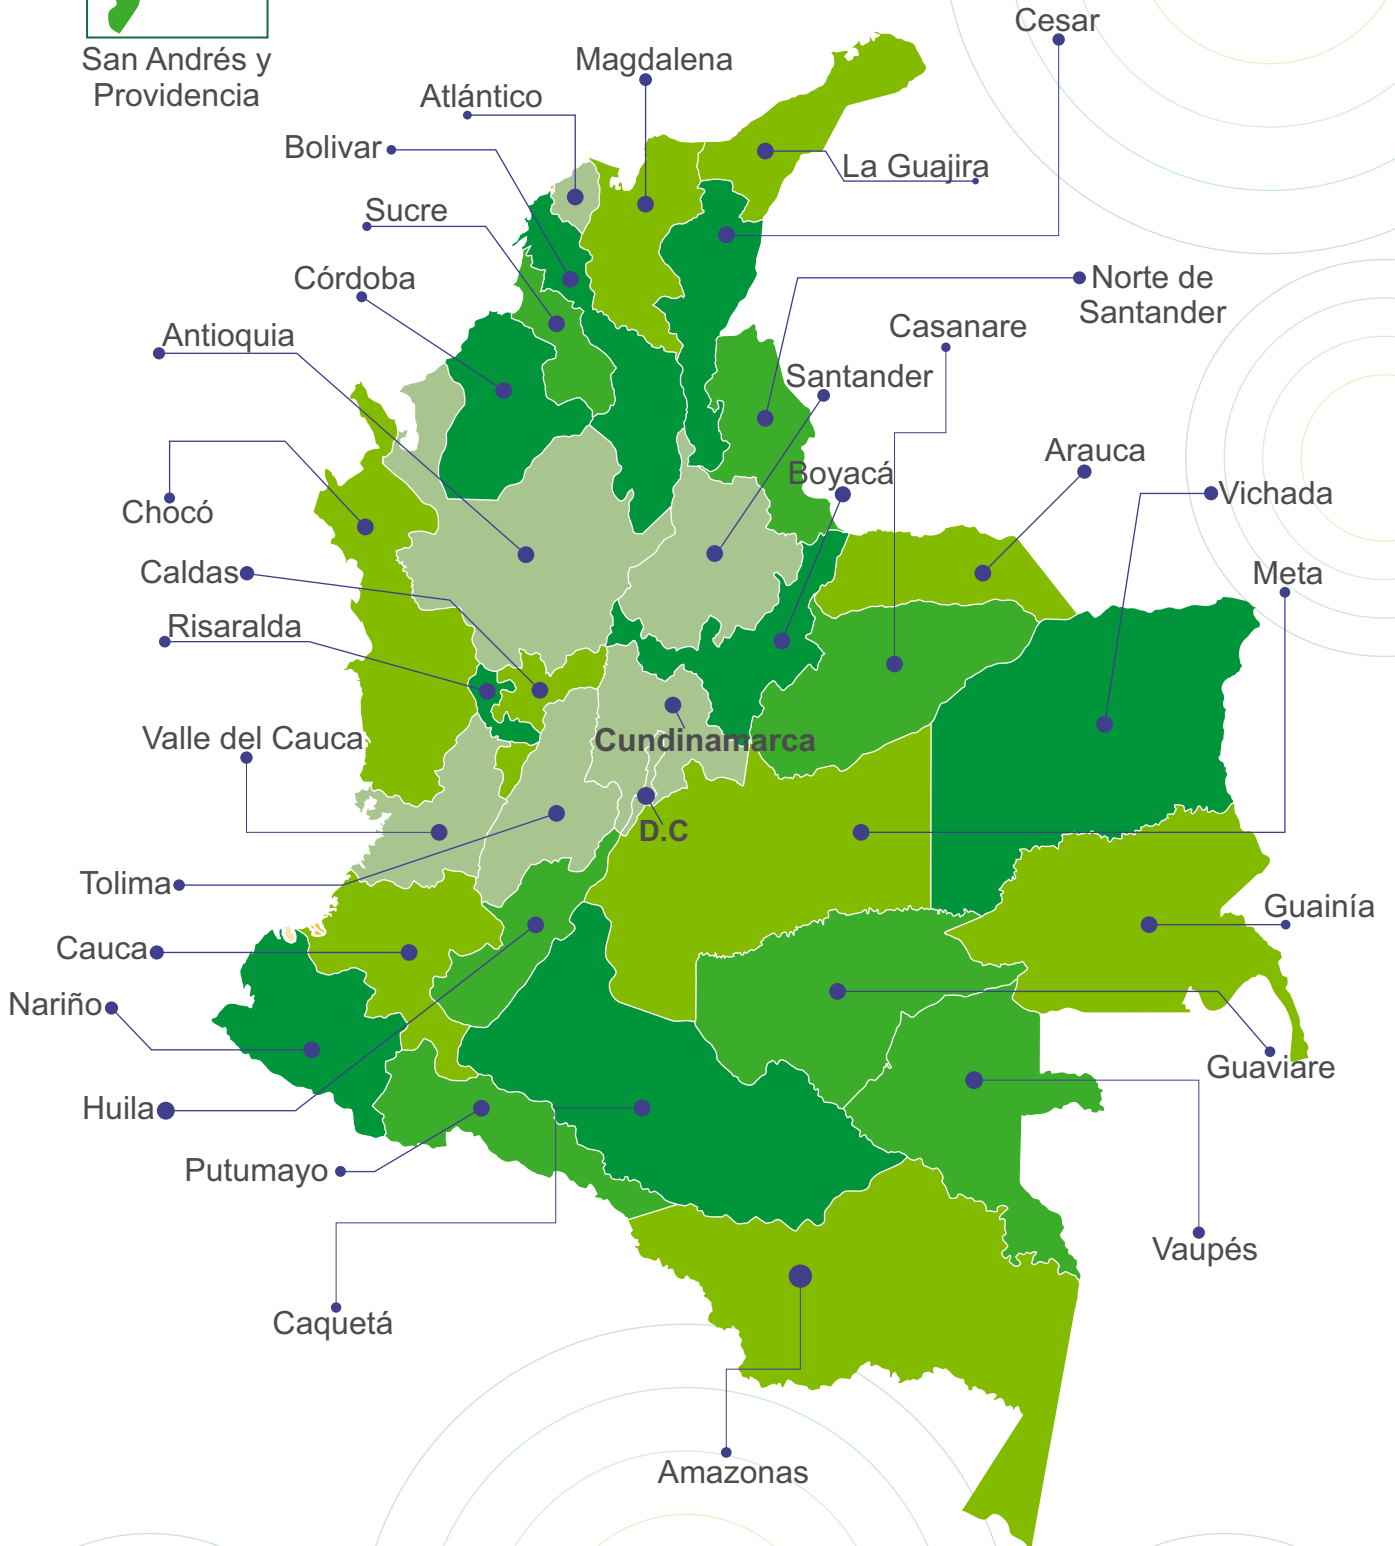 San Andrés y
Providencia
Cesar
Magdalena
Atlántico
Bolivar
La Guajira
Sucre
Córdoba
Norte de
Santander
Antioquia
Casanare
Santander
Arauca
Boyacá
Vichada
Chocó
Caldas
Meta
Risaralda
Valle del Cauca
Cundinamarca
D.C
Tolima
Guainía
Cauca
Nariño
Guaviare
Huila
Putumayo
Vaupés
Caquetá
Amazonas